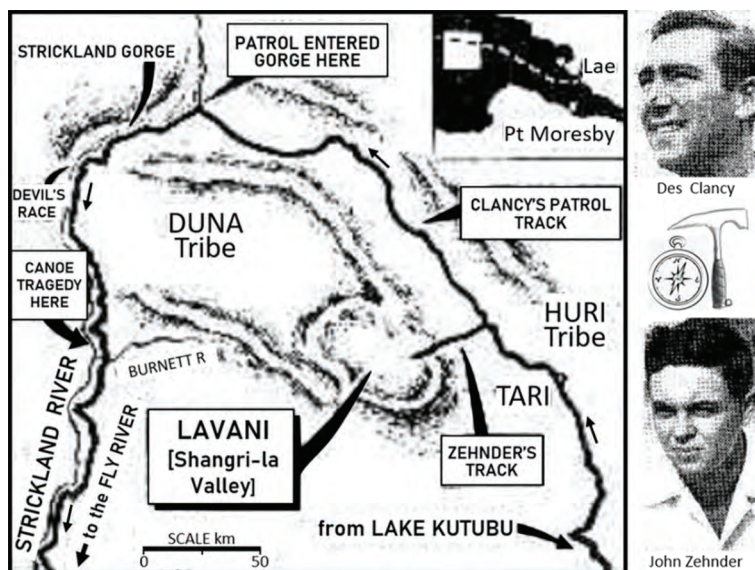 STRICKLAND GORGE
PATROL ENTERED
GORGE HERE
Lae
Pt Moresby
DEVIL'S
RACE
DUNA
Tribe
CLANCY'S PATROL
TRACK
CANOE
TRAGEDY
HERE
HURI
Tribe
BURNETT R
TARI
LAVANI
[Shangri-la
Valley]
ZEHNDER'S
TRACK
STRICKLAND RIVER
to the FLY RIVER
from LAKE KUTUBU
SCALE km
0 50
Des Clancy
John Zehnder